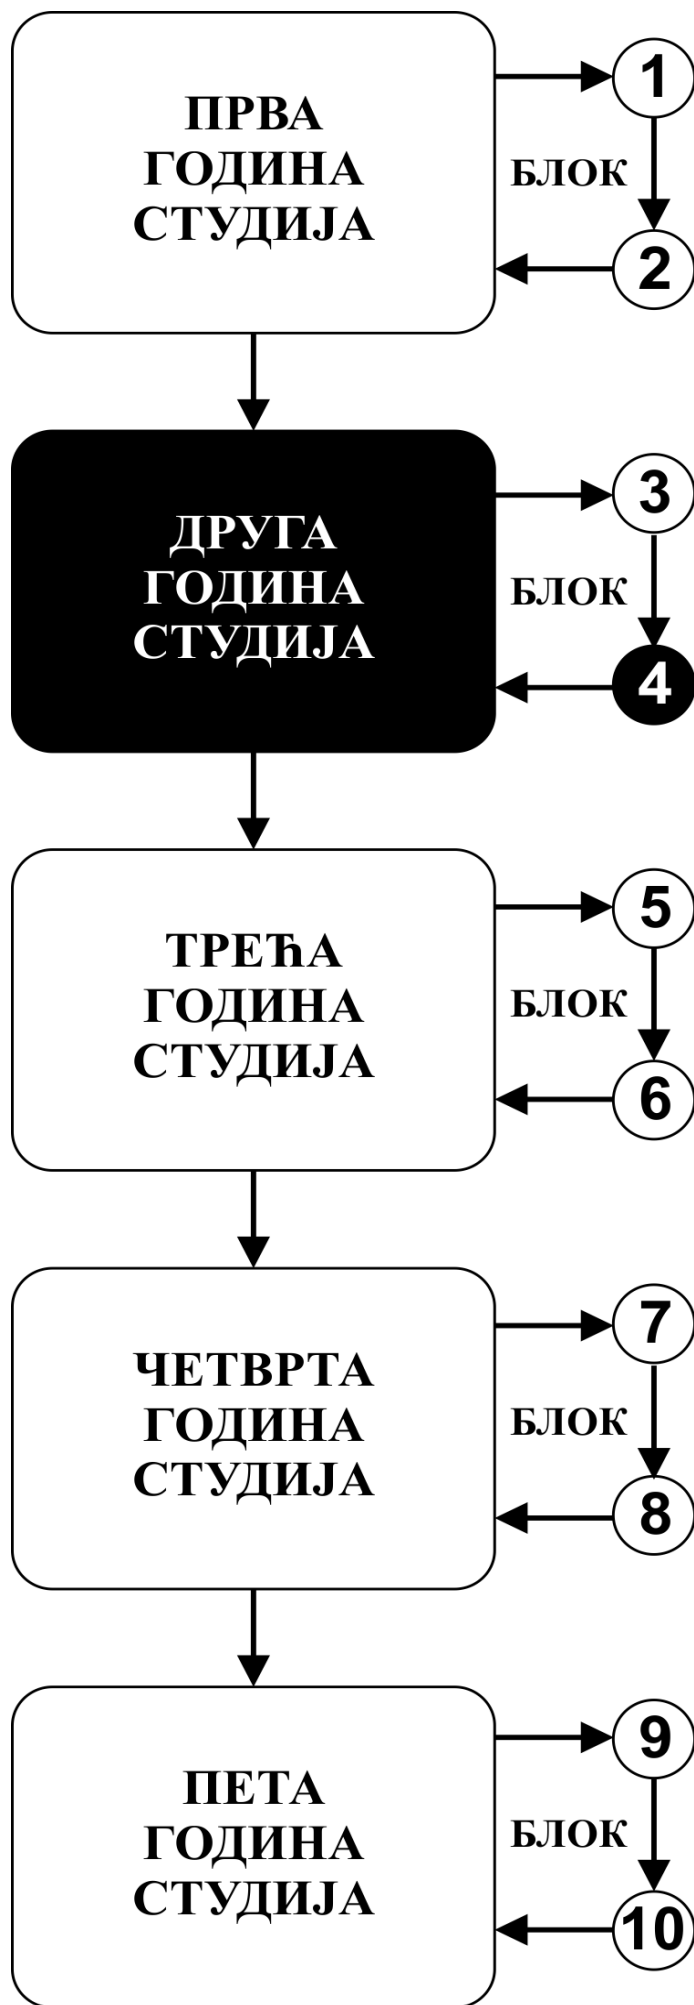 ПРВА
ГОДИНА
СТУДИЈА
1
БЛОК
2
ДРУГА
ГОДИНА
СТУДИЈА
3
БЛОК
4
ТРЕЋА
ГОДИНА
СТУДИЈА
5
БЛОК
6
ЧЕТВРТА
ГОДИНА
СТУДИЈА
7
БЛОК
8
ПЕТА
ГОДИНА
СТУДИЈА
9
БЛОК
10